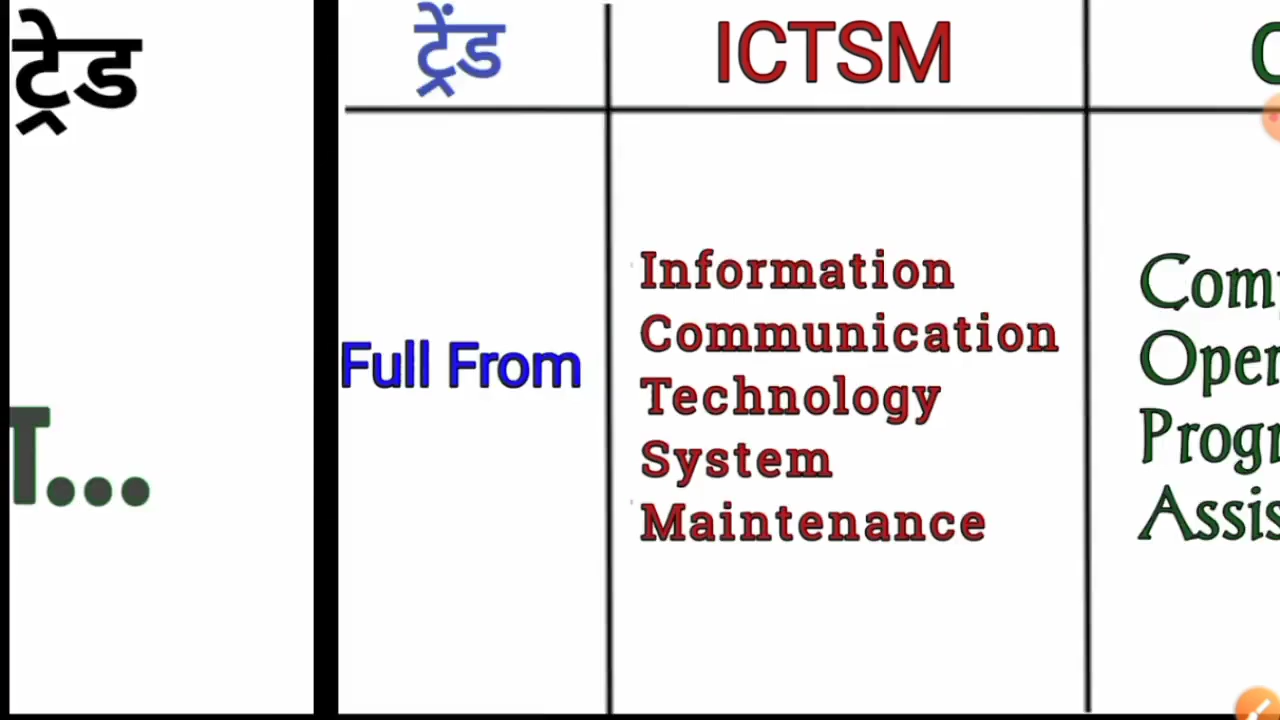 ट्रेड
ट्रेंड
ICTSM
Full From
Information
Communication
Technology
System
Maintenance